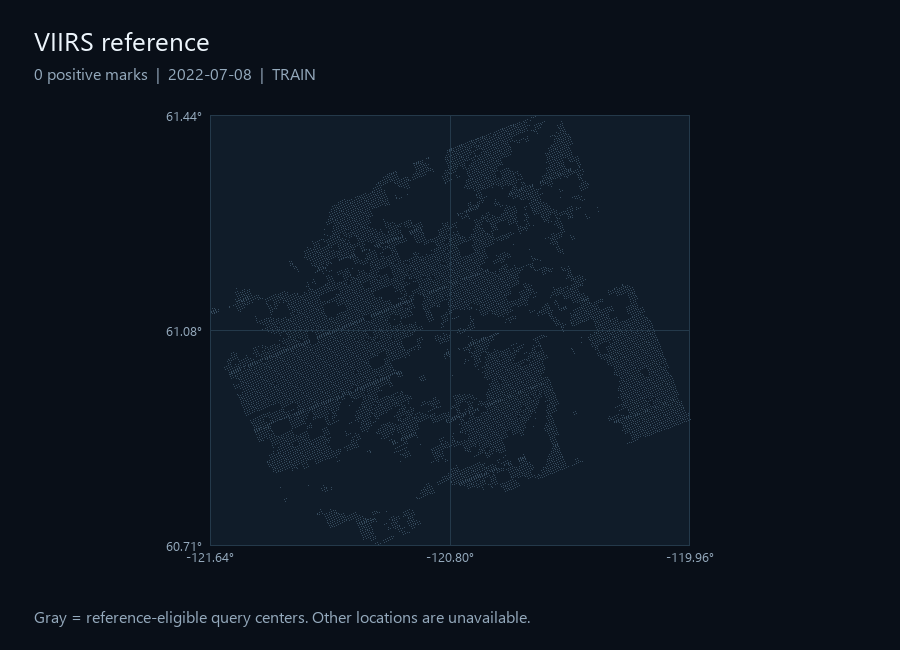 VIIRS reference
0 positive marks | 2022-07-08 | TRAIN
61.44°
61.08°
60.71°
-121.64° -120.80° -119.96°
Gray = reference-eligible query centers. Other locations are unavailable.